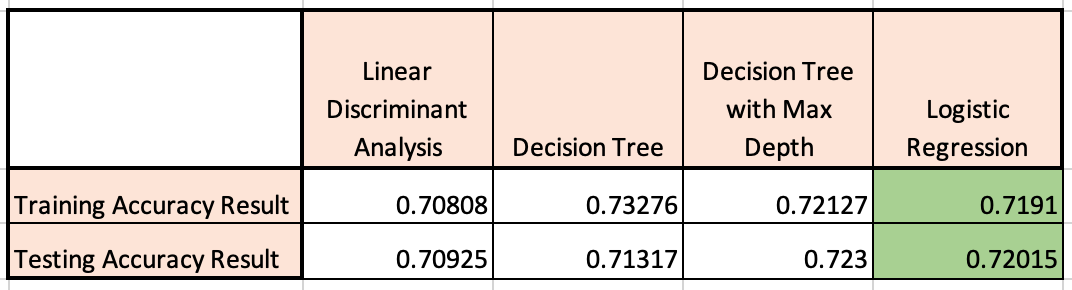 Linear
Discriminant
Analysis
Decision Tree
Decision Tree
with Max
Depth
Logistic
Regression
Training Accuracy Result 0.70808 0.73276 0.72127 0.7191
Testing Accuracy Result 0.70925 0.71317 0.723 0.72015